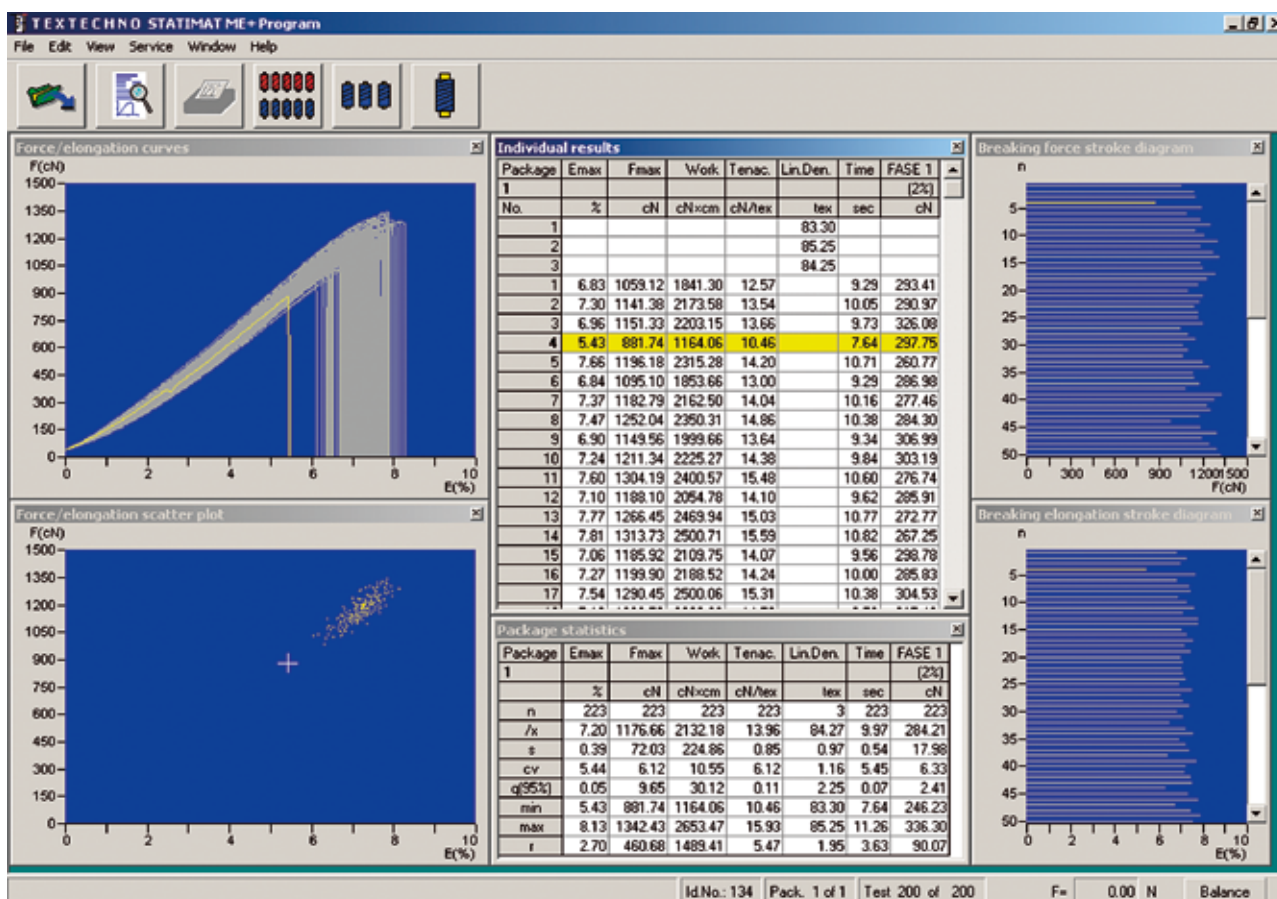 TEXTECHNO STATIMAT ME+ Program
File Edit View Service Window Help
Force/elongation curves
F(cN)
1500
1350
1200
1050
900
750
600
450
300
150
0
0 2 4 6 8 10
E(%)
Force/elongation scatter plot
F(cN)
1500
1350
1200
1050
900
750
600
450
300
150
0
0 2 4 6 8 10
E(%)
Individual results
Package Emax Fmax Work Tenac. Lin.Den. Time FASE 1
1 (2%)
No. % cN cN×cm cN/tex tex sec cN
1 83.30
2 85.25
3 84.25
1 6.83 1059.12 1841.30 12.57 9.29 293.41
2 7.30 1141.38 2173.58 13.54 10.05 290.97
3 6.96 1151.33 2203.15 13.66 9.73 326.08
4 5.43 881.74 1164.06 10.46 7.64 297.75
5 7.66 1196.18 2315.28 14.20 10.71 260.77
6 6.84 1095.10 1853.66 13.00 9.29 286.98
7 7.37 1182.79 2162.50 14.04 10.16 277.46
8 7.47 1252.04 2350.31 14.86 10.38 284.30
9 6.90 1149.56 1999.66 13.64 9.34 306.99
10 7.24 1211.34 2225.27 14.38 9.84 303.19
11 7.60 1304.19 2400.57 15.48 10.60 276.74
12 7.10 1188.10 2054.78 14.10 9.62 285.91
13 7.77 1266.45 2469.94 15.03 10.77 272.77
14 7.81 1313.73 2500.71 15.59 10.82 267.25
15 7.06 1185.92 2109.75 14.07 9.56 298.78
16 7.27 1199.90 2188.52 14.24 10.00 285.83
17 7.54 1290.45 2500.06 15.31 10.38 304.53
Package statistics
Package Emax Fmax Work Tenac. Lin.Den. Time FASE 1
1 (2%)
% cN cN×cm cN/tex tex sec cN
n 223 223 223 223 3 223 223
/x 7.20 1176.66 2132.18 13.96 84.27 9.97 284.21
s 0.39 72.03 224.86 0.85 0.97 0.54 17.98
cv 5.44 6.12 10.55 6.12 1.16 5.45 6.33
q(95%) 0.05 9.65 30.12 0.11 2.25 0.07 2.41
min 5.43 881.74 1164.06 10.46 83.30 7.64 246.23
max 8.13 1342.43 2653.47 15.93 85.25 11.26 336.30
r 2.70 460.68 1489.41 5.47 1.95 3.63 90.07
Breaking force stroke diagram
n
5
10
15
20
25
30
35
40
45
50
0 300 600 900 1200 1500
F(cN)
Breaking elongation stroke diagram
n
5
10
15
20
25
30
35
40
45
50
0 2 4 6 8 10
E(%)
Id.No.: 134 Pack. 1 of 1 Test 200 of 200 F= 0.00 N Balance